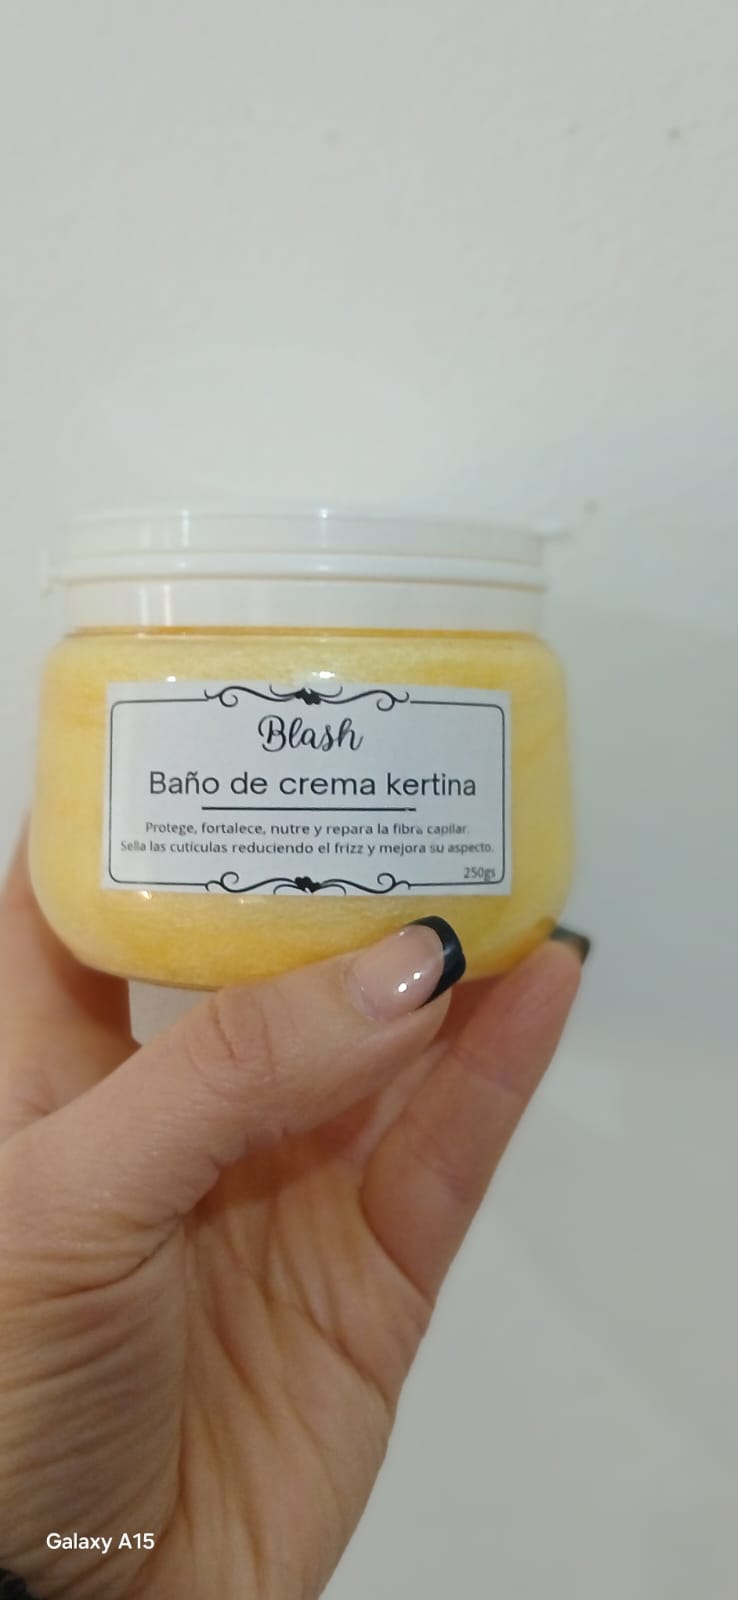 Blash
Baño de crema kertina
Protege, fortalece, nutre y repara la fibra capilar.
Sella las cutículas reduciendo el frizz y mejora su aspecto.
250gs
Galaxy A15